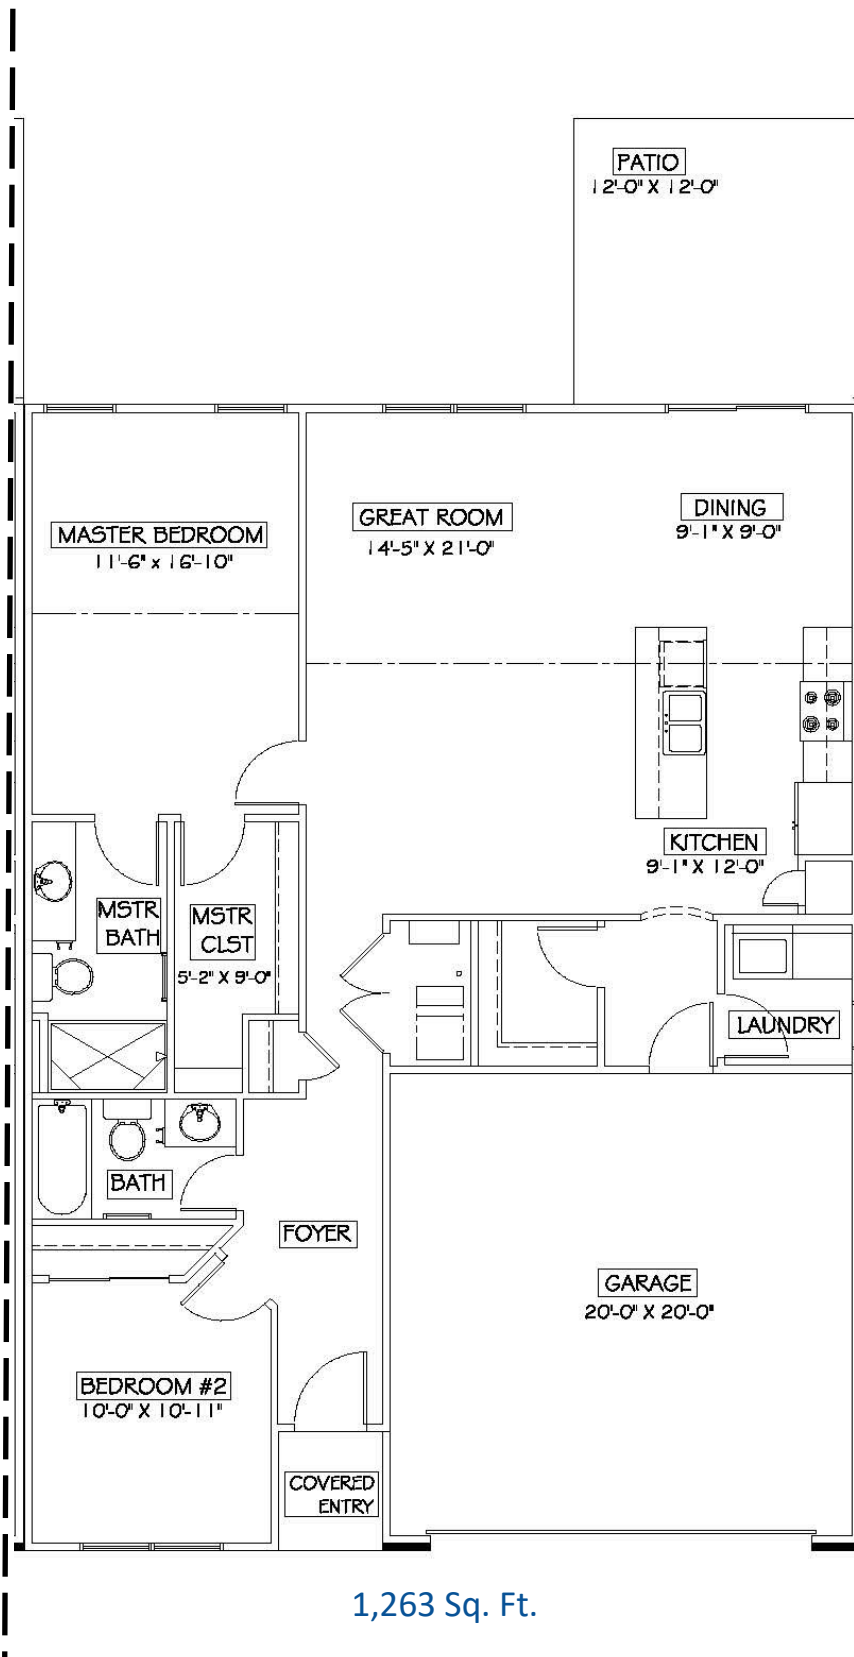 PATIO
12'-0" X 12'-0"
MASTER BEDROOM
11'-6" x 16'-10"
GREAT ROOM
14'-5" X 21'-0"
DINING
9'-1" X 9'-0"
KITCHEN
9'-1" X 12'-0"
MSTR
BATH
MSTR
CLST
5'-2" X 9'-0"
LAUNDRY
BATH
FOYER
GARAGE
20'-0" X 20'-0"
BEDROOM #2
10'-0" X 10'-11"
COVERED
ENTRY
1,263 Sq. Ft.